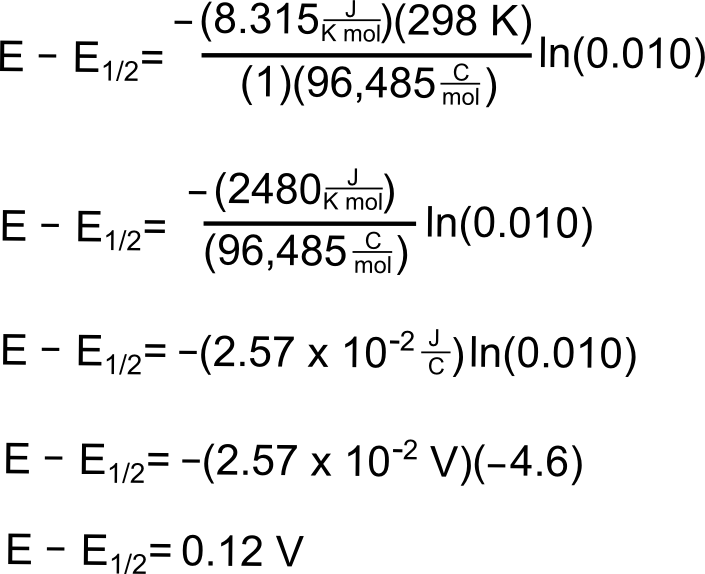 E − E₁/₂= −(8.315 J/K mol)(298 K) / (1)(96,485 C/mol) ln(0.010)
E − E₁/₂= −(2480 J/K mol) / (96,485 C/mol) ln(0.010)
E − E₁/₂= −(2.57 x 10⁻² J/C)ln(0.010)
E − E₁/₂= −(2.57 x 10⁻² V)(−4.6)
E − E₁/₂= 0.12 V